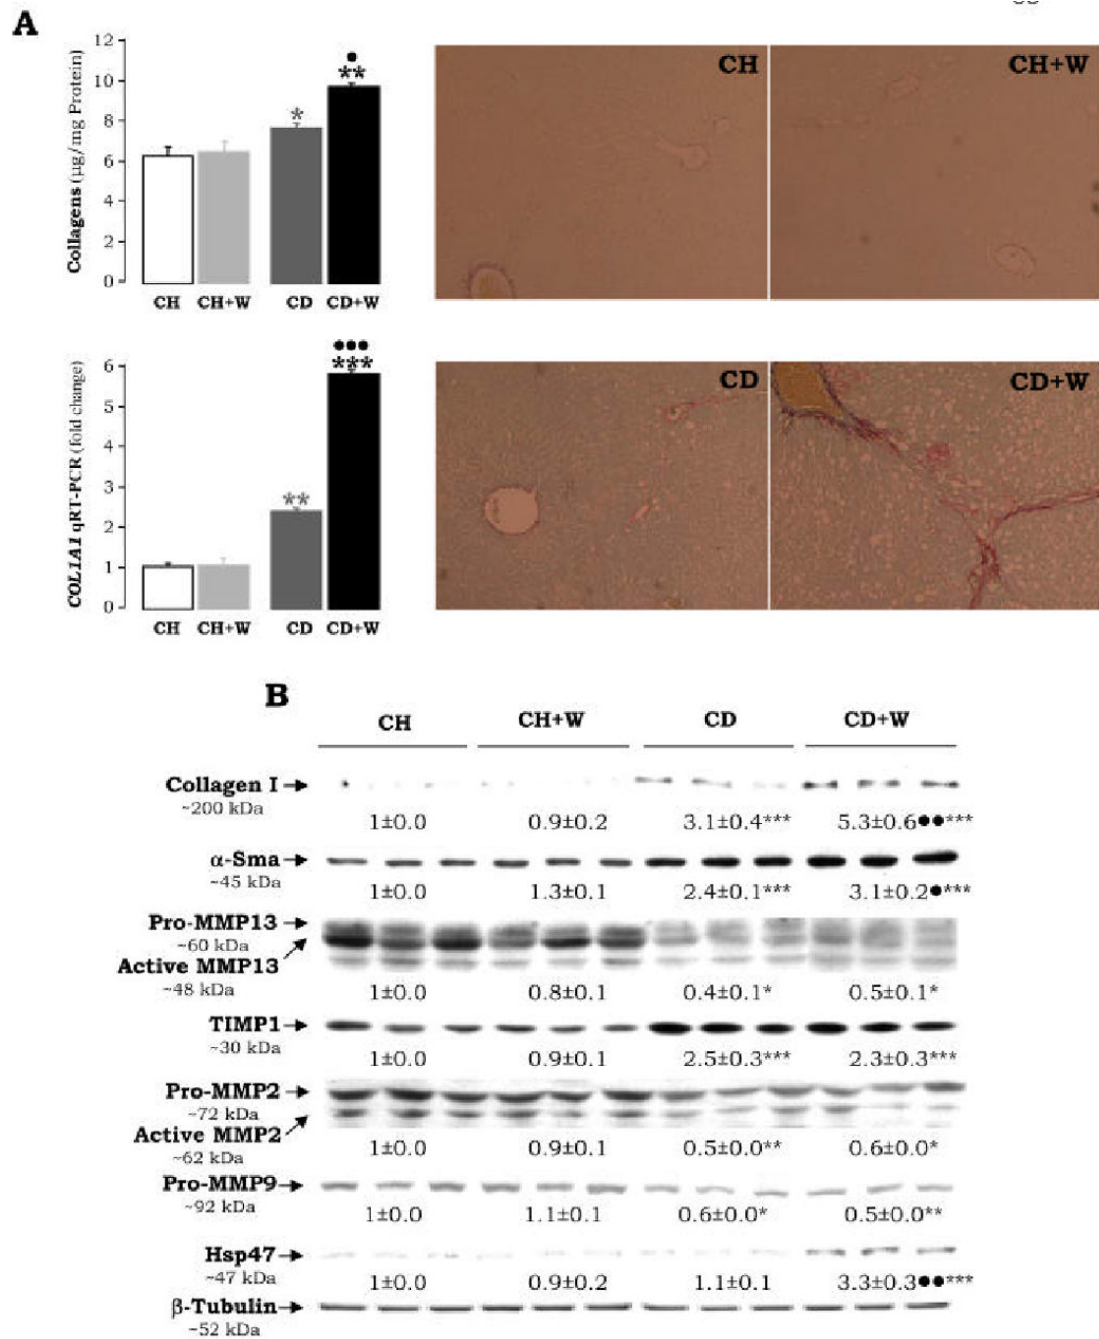 A
Collagens (µg/mg Protein)
12
10
8
6
4
2
0
*
●
**
CH CH+W CD CD+W
CH
CH+W
COL1A1 qRT-PCR (fold change)
6
5
4
3
2
1
0
**
●●●
***
CH CH+W CD CD+W
CD
CD+W
B
CH CH+W CD CD+W
Collagen I
~200 kDa
1±0.0 0.9±0.2 3.1±0.4*** 5.3±0.6●●***
α-Sma
~45 kDa
1±0.0 1.3±0.1 2.4±0.1*** 3.1±0.2●***
Pro-MMP13
~60 kDa
Active MMP13
~48 kDa
1±0.0 0.8±0.1 0.4±0.1* 0.5±0.1*
TIMP1
~30 kDa
1±0.0 0.9±0.1 2.5±0.3*** 2.3±0.3***
Pro-MMP2
~72 kDa
Active MMP2
~62 kDa
1±0.0 0.9±0.1 0.5±0.0** 0.6±0.0*
Pro-MMP9
~92 kDa
1±0.0 1.1±0.1 0.6±0.0* 0.5±0.0**
Hsp47
~47 kDa
1±0.0 0.9±0.2 1.1±0.1 3.3±0.3●●***
β-Tubulin
~52 kDa